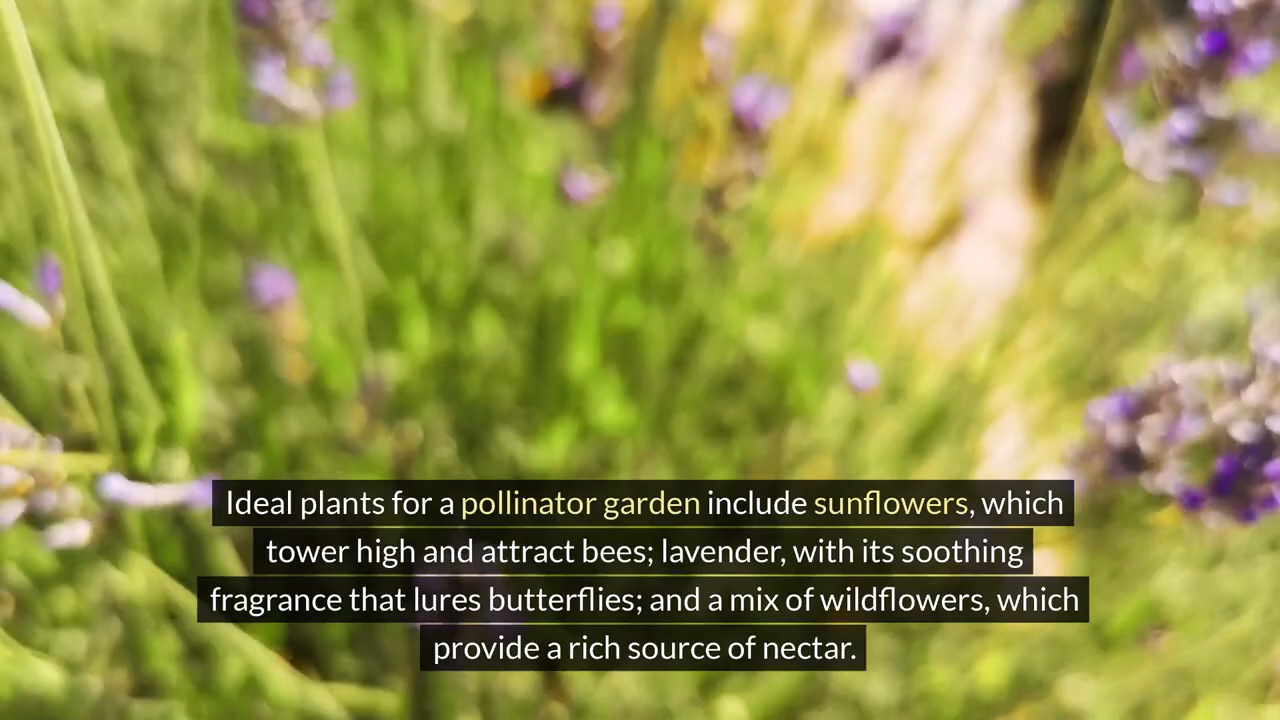 Ideal plants for a pollinator garden include sunflowers, which
tower high and attract bees; lavender, with its soothing
fragrance that lures butterflies; and a mix of wildflowers, which
provide a rich source of nectar.